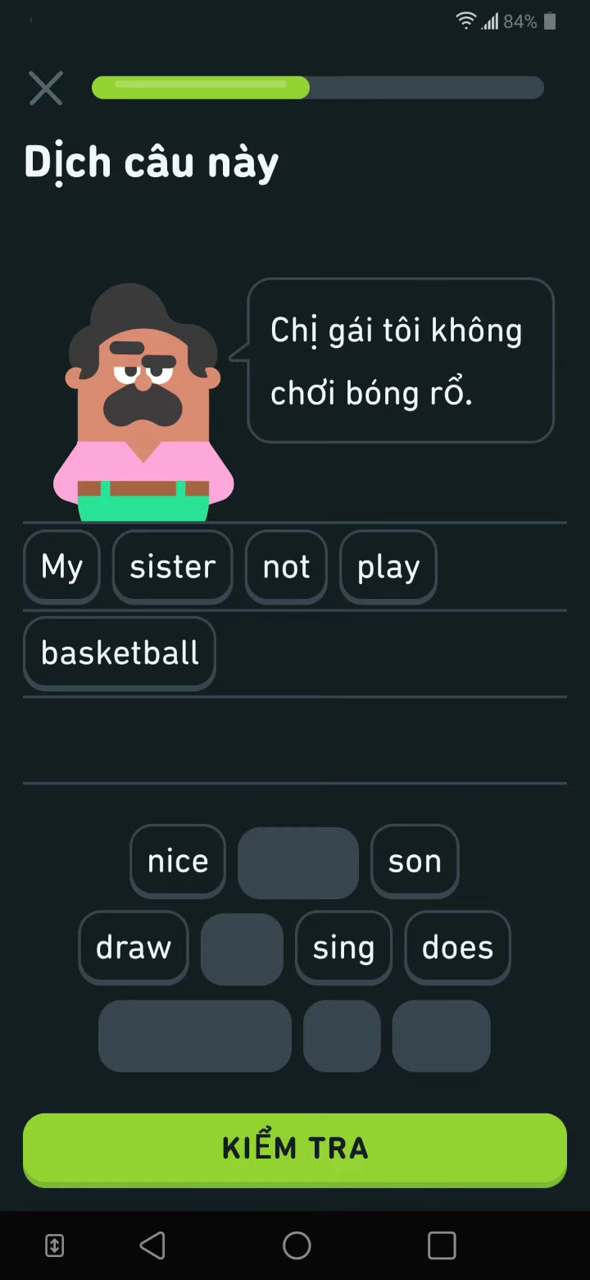 84%
Dịch câu này
Chị gái tôi không
chơi bóng rổ.
My sister not play
basketball
nice son
draw sing does
KIỂM TRA